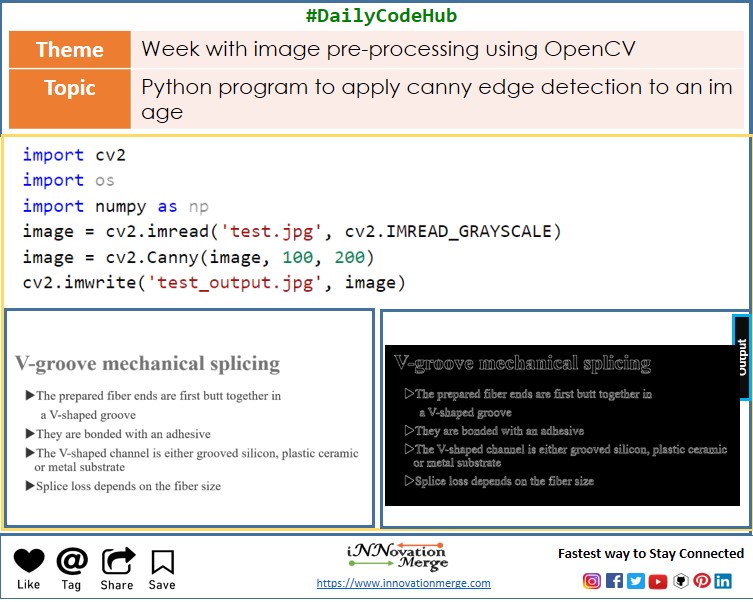 #DailyCodeHub
Theme
Week with image pre-processing using OpenCV
Topic
Python program to apply canny edge detection to an im
age
import cv2
import os
import numpy as np
image = cv2.imread('test.jpg', cv2.IMREAD_GRAYSCALE)
image = cv2.Canny(image, 100, 200)
cv2.imwrite('test_output.jpg', image)
V-groove mechanical splicing
▶The prepared fiber ends are first butt together in
a V-shaped groove
▶They are bonded with an adhesive
▶The V-shaped channel is either grooved silicon, plastic ceramic
or metal substrate
▶Splice loss depends on the fiber size
Output
V-groove mechanical splicing
▷The prepared fiber ends are first butt together in
a V-shaped groove
▷They are bonded with an adhesive
▷The V-shaped channel is either grooved silicon, plastic ceramic
or metal substrate
▷Splice loss depends on the fiber size
Like
Tag
Share
Save
iNNovation
Merge
https://www.innovationmerge.com
Fastest way to Stay Connected